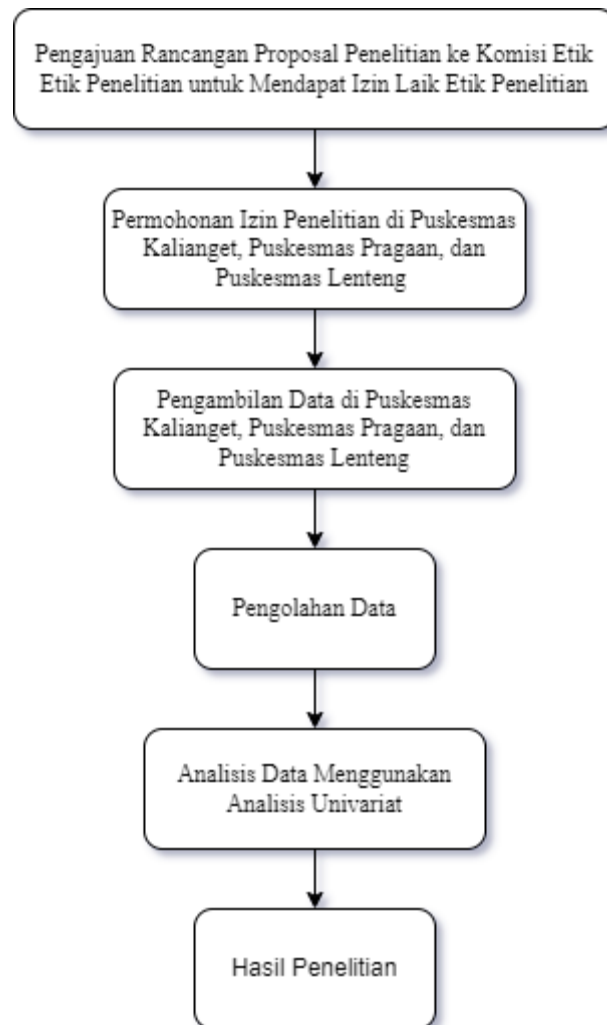 Pengajuan Rancangan Proposal Penelitian ke Komisi Etik
Etik Penelitian untuk Mendapat Izin Laik Etik Penelitian
Permohonan Izin Penelitian di Puskesmas
Kalianget, Puskesmas Pragaan, dan
Puskesmas Lenteng
Pengambilan Data di Puskesmas
Kalianget, Puskesmas Pragaan, dan
Puskesmas Lenteng
Pengolahan Data
Analisis Data Menggunakan
Analisis Univariat
Hasil Penelitian